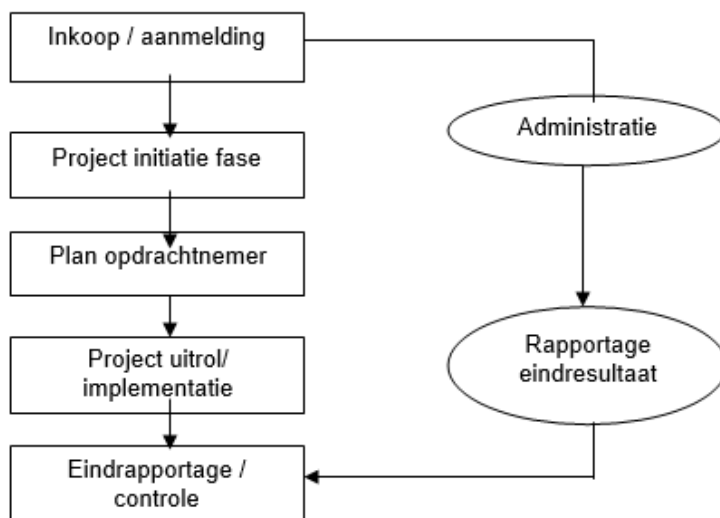 Inkoop / aanmelding
Project initiatie fase
Plan opdrachtnemer
Project uitrol/
implementatie
Eindrapportage /
controle
Administratie
Rapportage
eindresultaat